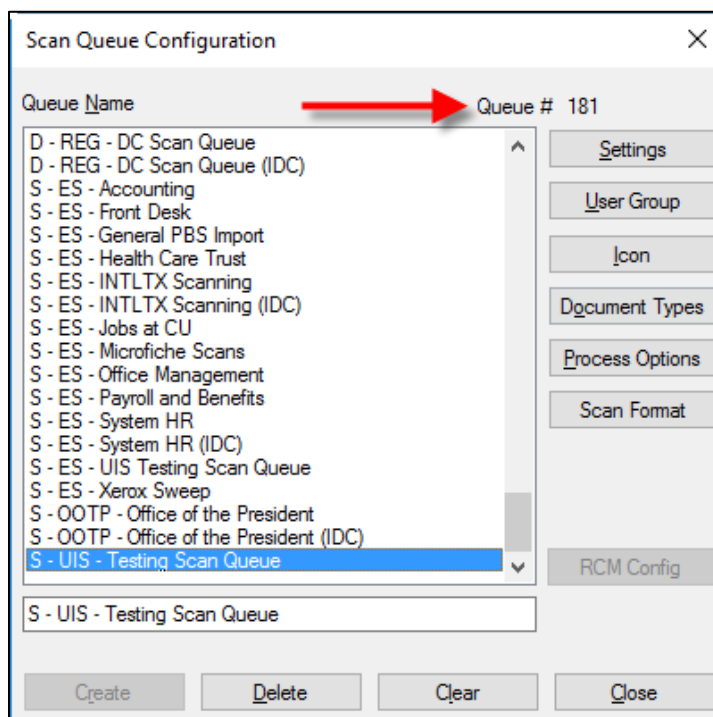 Scan Queue Configuration
Queue Name
Queue # 181
D - REG - DC Scan Queue
D - REG - DC Scan Queue (IDC)
S - ES - Accounting
S - ES - Front Desk
S - ES - General PBS Import
S - ES - Health Care Trust
S - ES - INTLTX Scanning
S - ES - INTLTX Scanning (IDC)
S - ES - Jobs at CU
S - ES - Microfiche Scans
S - ES - Office Management
S - ES - Payroll and Benefits
S - ES - System HR
S - ES - System HR (IDC)
S - ES - UIS Testing Scan Queue
S - ES - Xerox Sweep
S - OOTP - Office of the President
S - OOTP - Office of the President (IDC)
S - UIS - Testing Scan Queue
S - UIS - Testing Scan Queue
Settings
User Group
Icon
Document Types
Process Options
Scan Format
RCM Config
Create
Delete
Clear
Close